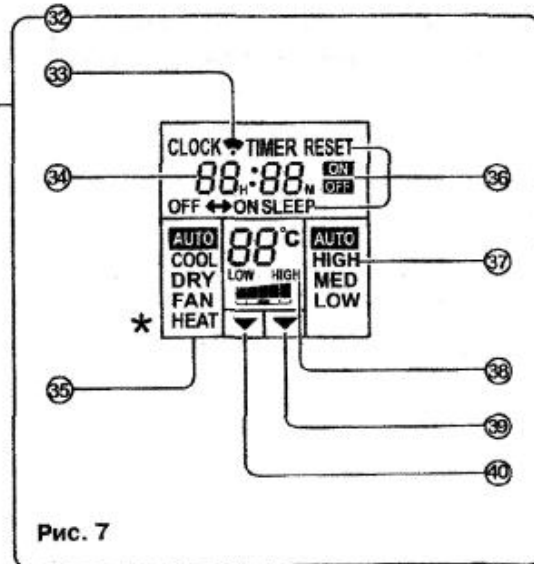 32
33
CLOCK TIMER RESET
34 88H:88M ON 36
OFF
OFF ↔ ON SLEEP
AUTO 88°C AUTO
COOL HIGH 37
DRY LOW HIGH MED
FAN LOW
* HEAT
38
35
39
40
Рис. 7